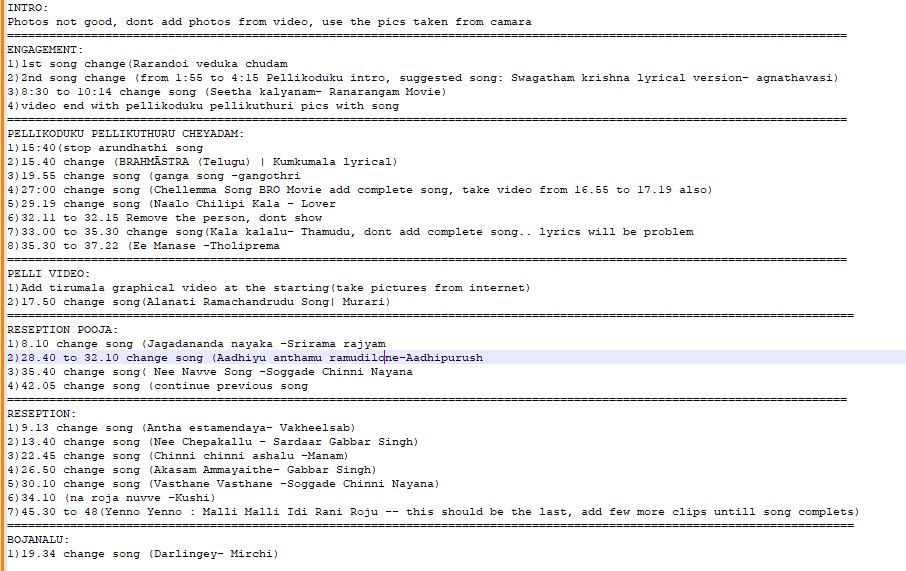 INTRO:
Photos not good, dont add photos from video, use the pics taken from camara
========================================================================================================================
ENGAGEMENT:
1)1st song change(Rarandoi veduka chudam
2)2nd song change (from 1:55 to 4:15 Pellikoduku intro, suggested song: Swagatham krishna lyrical version- agnathavasi)
3)8:30 to 10:14 change song (Seetha kalyanam- Ranarangam Movie)
4)video end with pellikoduku pellikuthuri pics with song
========================================================================================================================
PELLIKODUKU PELLIKUTHURU CHEYADAM:
1)15:40(stop arundhathi song
2)15.40 change (BRAHMĀSTRA (Telugu) | Kumkumala lyrical)
3)19.55 change song (ganga song -gangothri
4)27:00 change song (Chellemma Song BRO Movie add complete song, take video from 16.55 to 17.19 also)
5)29.19 change song (Naalo Chilipi Kala - Lover
6)32.11 to 32.15 Remove the person, dont show
7)33.00 to 35.30 change song(Kala kalalu- Thamudu, dont add complete song.. lyrics will be problem
8)35.30 to 37.22 (Ee Manase -Tholiprema
========================================================================================================================
PELLI VIDEO:
1)Add tirumala graphical video at the starting(take pictures from internet)
2)17.50 change song(Alanati Ramachandrudu Song| Murari)
=========================================================================================================================
RESEPTION POOJA:
1)8.10 change song (Jagadananda nayaka -Srirama rajyam
2)28.40 to 32.10 change song (Aadhiyu anthamu ramudilone-Aadhipurush
3)35.40 change song( Nee Navve Song -Soggade Chinni Nayana
4)42.05 change song (continue previous song
========================================================================================================================
RESEPTION:
1)9.13 change song (Antha estamendaya- Vakheelsab)
2)13.40 change song (Nee Chepakallu - Sardaar Gabbar Singh)
3)22.45 change song (Chinni chinni ashalu -Manam)
4)26.50 change song (Akasam Ammayaithe- Gabbar Singh)
5)30.10 change song (Vasthane Vasthane -Soggade Chinni Nayana)
6)34.10 (na roja nuvve -Kushi)
7)45.30 to 48(Yenno Yenno : Malli Malli Idi Rani Roju -- this should be the last, add few more clips untill song complets)
=========================================================================================================================
BOJANALU:
1)19.34 change song (Darlingey- Mirchi)